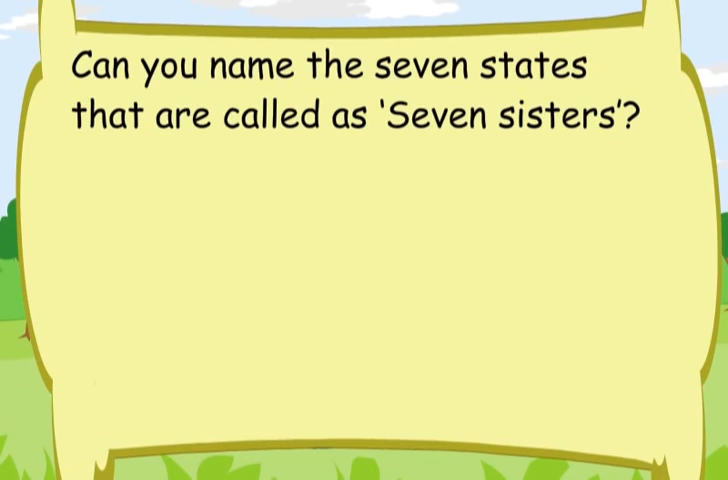 Can you name the seven states
that are called as ‘Seven sisters’?